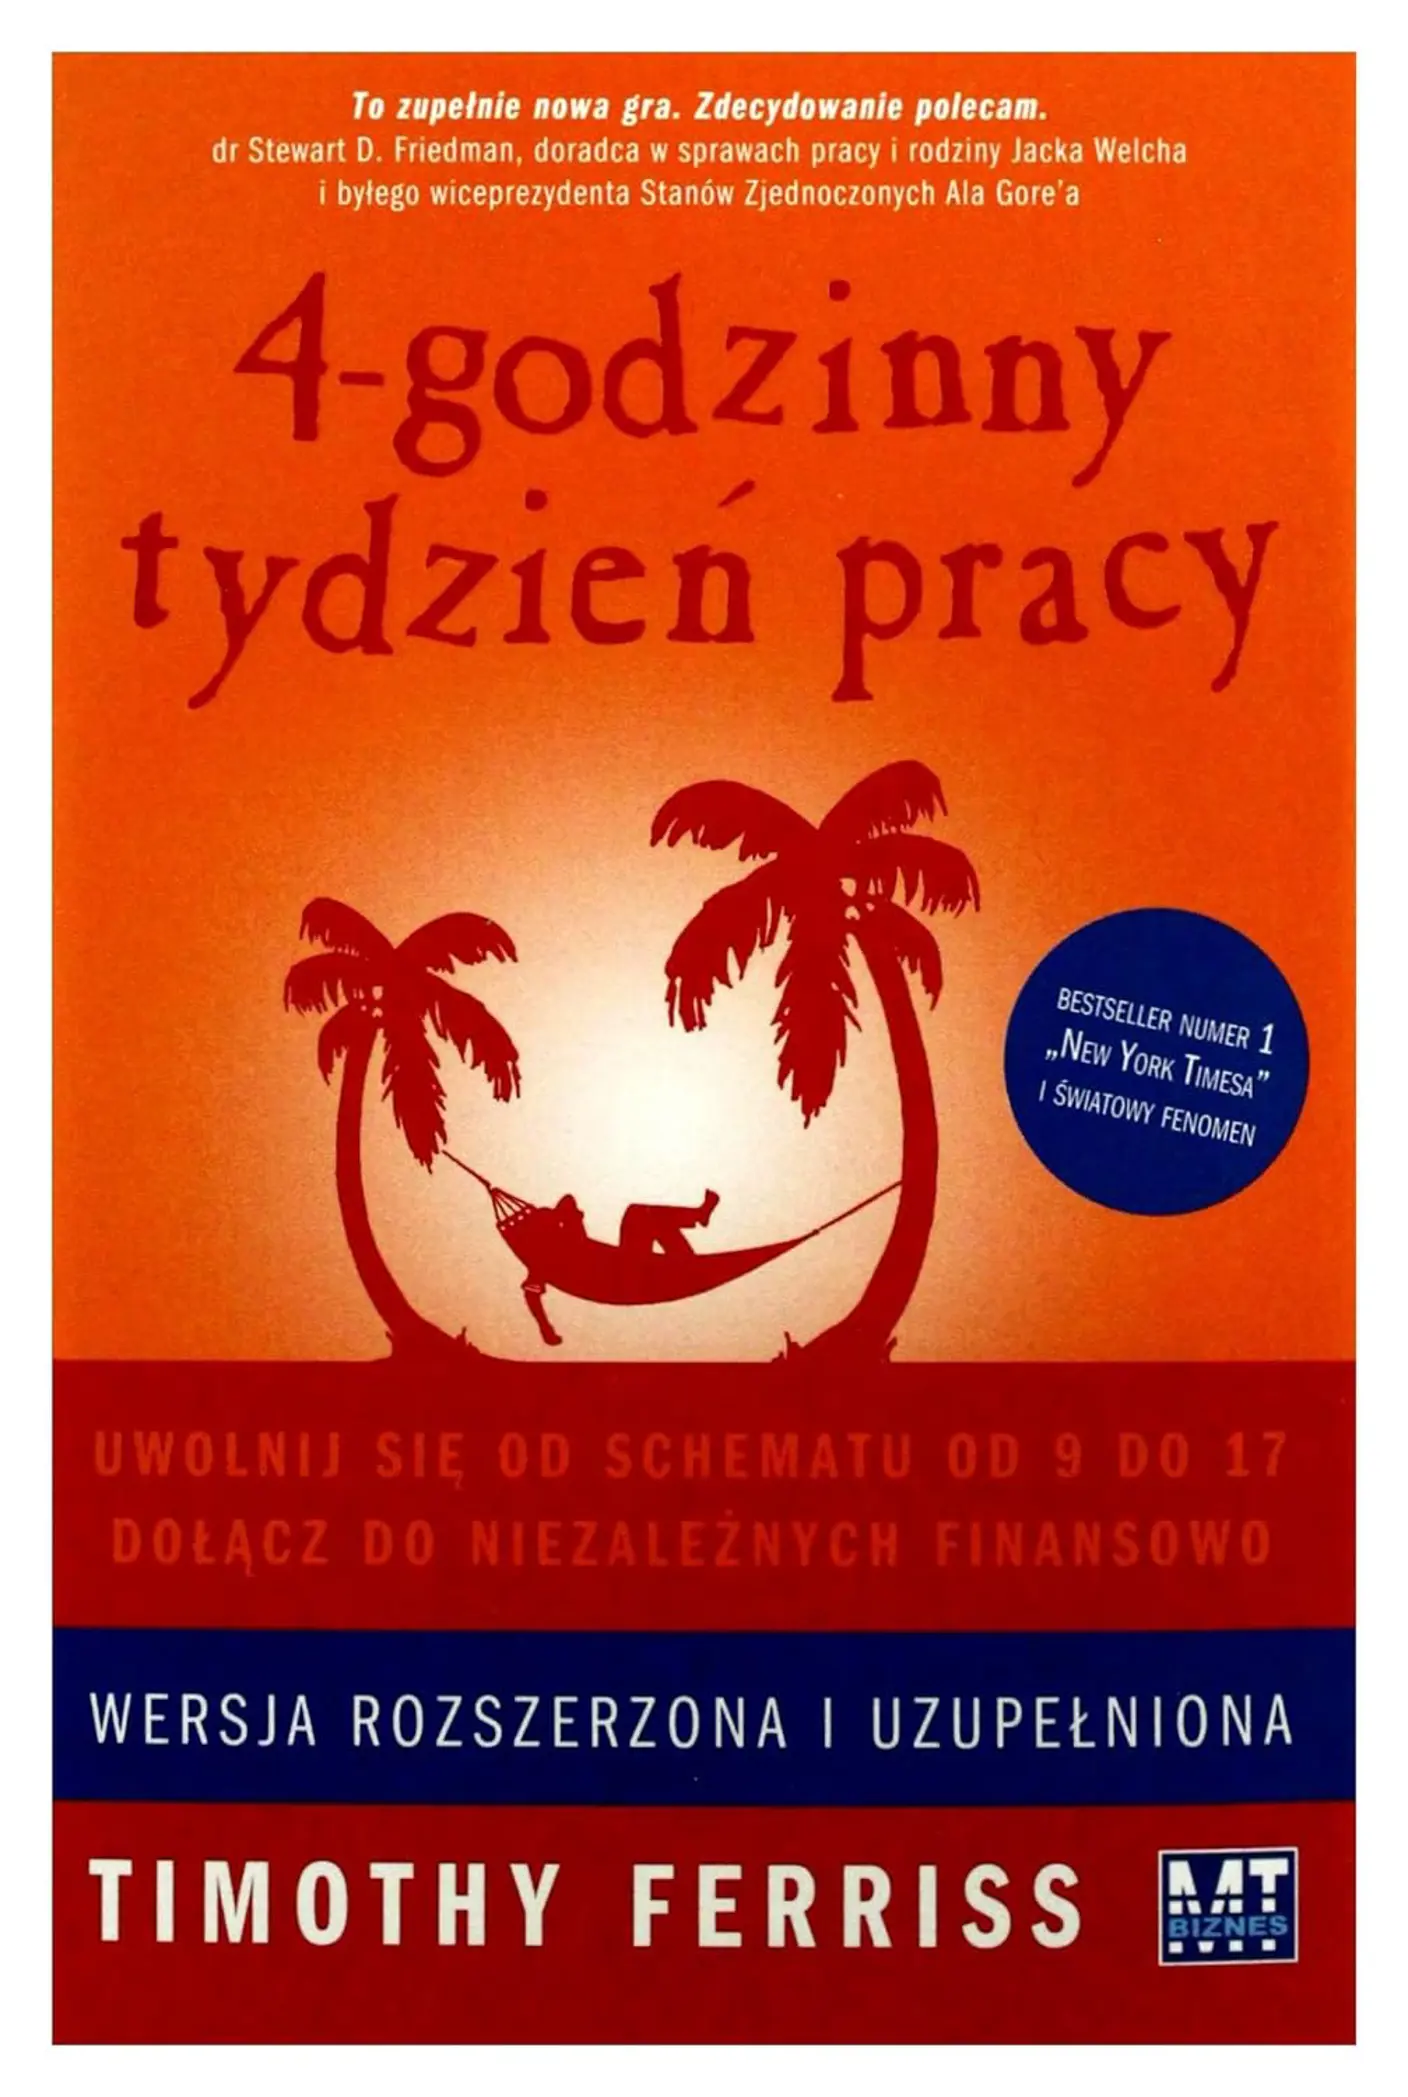 To zupełnie nowa gra. Zdecydowanie polecam.
dr Stewart D. Friedman, doradca w sprawach pracy i rodziny Jacka Welcha
i byłego wiceprezydenta Stanów Zjednoczonych Ala Gore'a
4-godzinny
tydzień pracy
BESTSELLER NUMER 1
„NEW YORK TIMESA”
I ŚWIATOWY FENOMEN
UWOLNIJ SIĘ OD SCHEMATU OD 9 DO 17
DOŁĄCZ DO NIEZALEŻNYCH FINANSOWO
WERSJA ROZSZERZONA I UZUPEŁNIONA
TIMOTHY FERRISS
MT
BIZNES